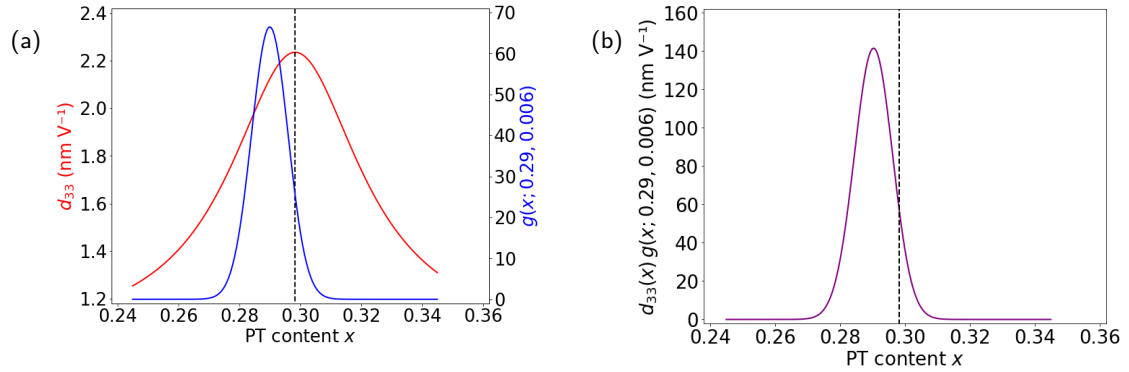 (a)
2.4
2.2
2.0
1.8
1.6
1.4
1.2
d₃₃ (nm V⁻¹)
70
60
50
40
30
20
10
0
g(x; 0.29, 0.006)
0.24 0.26 0.28 0.30 0.32 0.34 0.36
PT content x
(b)
160
140
120
100
80
60
40
20
0
d₃₃(x) g(x; 0.29, 0.006) (nm V⁻¹)
0.24 0.26 0.28 0.30 0.32 0.34 0.36
PT content x